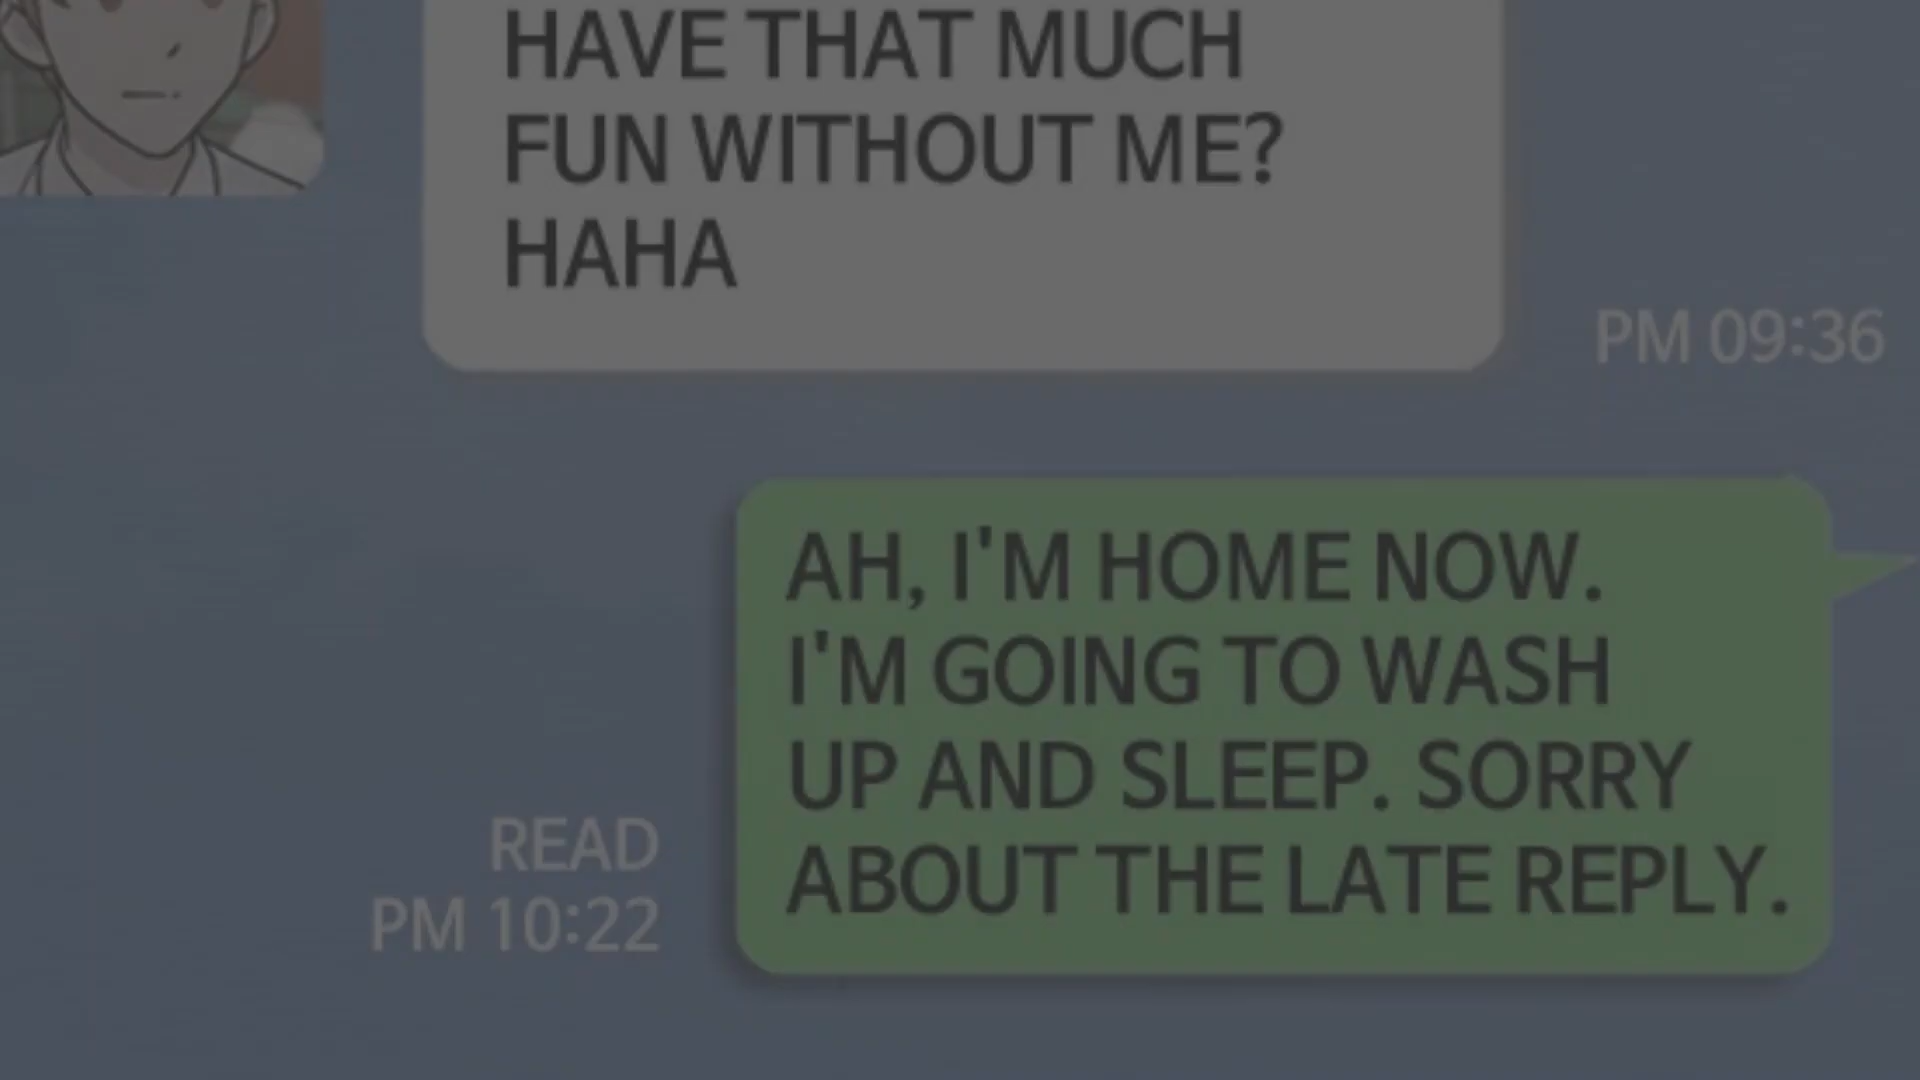 HAVE THAT MUCH
FUN WITHOUT ME?
HAHA
PM 09:36
AH, I'M HOME NOW.
I'M GOING TO WASH
UP AND SLEEP. SORRY
ABOUT THE LATE REPLY.
READ
PM 10:22